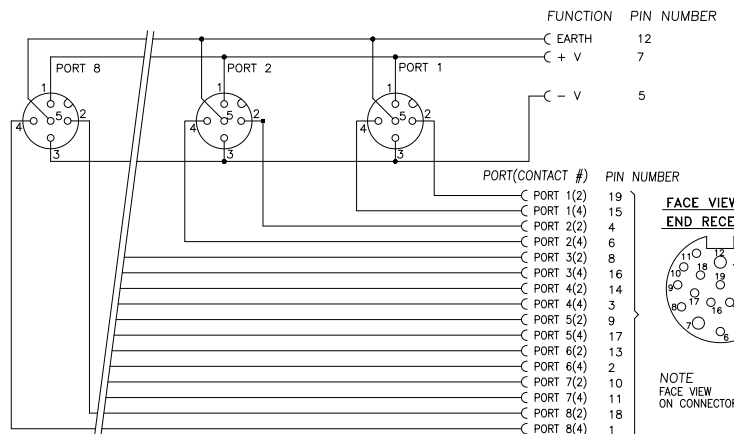 FUNCTION PIN NUMBER
EARTH 12
+ V 7
- V 5
PORT 8
PORT 2
PORT 1
1
2
3
4
5
1
2
3
4
5
1
2
3
4
5
PORT(CONTACT #) PIN NUMBER
PORT 1(2) 19
PORT 1(4) 15
PORT 2(2) 4
PORT 2(4) 6
PORT 3(2) 8
PORT 3(4) 16
PORT 4(2) 14
PORT 4(4) 3
PORT 5(2) 9
PORT 5(4) 17
PORT 6(2) 13
PORT 6(4) 2
PORT 7(2) 10
PORT 7(4) 11
PORT 8(2) 18
PORT 8(4) 1
FACE VIEW
END RECE
11
12
10
18
19
9
17
8
16
7
6
NOTE
FACE VIEW
ON CONNECTOR